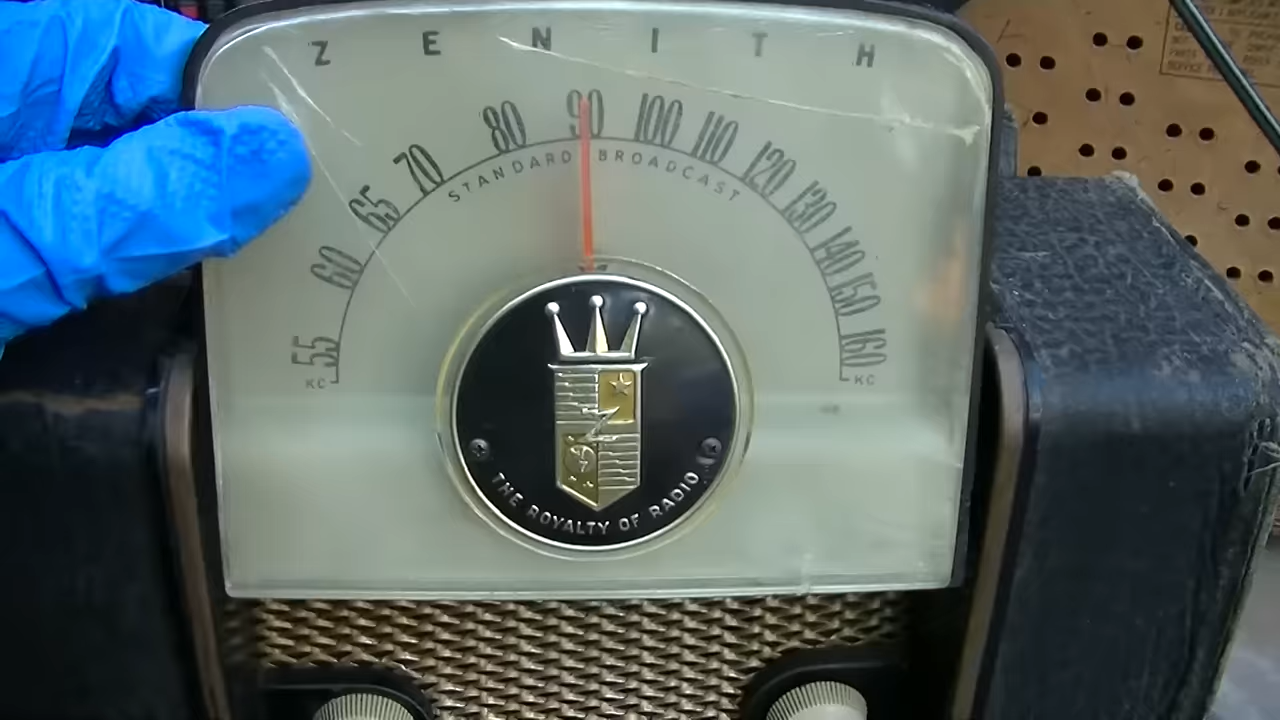 ZENITH
55 60 65 70 80 90 100 110 120 130 140 150 160
STANDARD BROADCAST
KC KC
THE ROYALTY OF RADIO